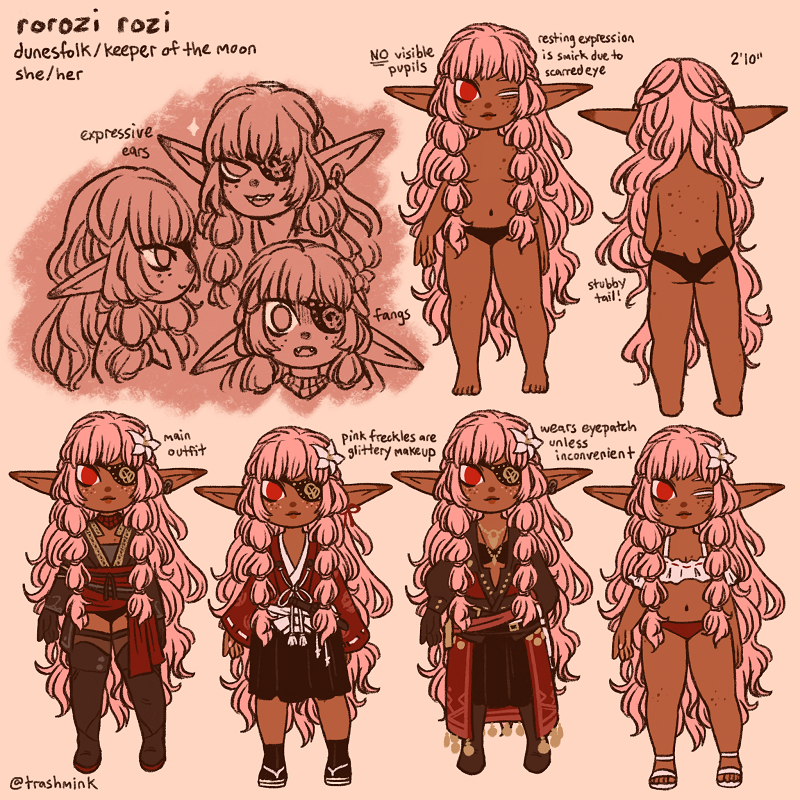 rorozi rozi
dunesfolk/keeper of the moon
she/her
expressive
ears
fangs
NO visible
pupils
resting expression
is smirk due to
scarred eye
2'10"
stubby
tail!
main
outfit
pink freckles are
glittery makeup
wears eyepatch
unless
inconvenient
@trashmink